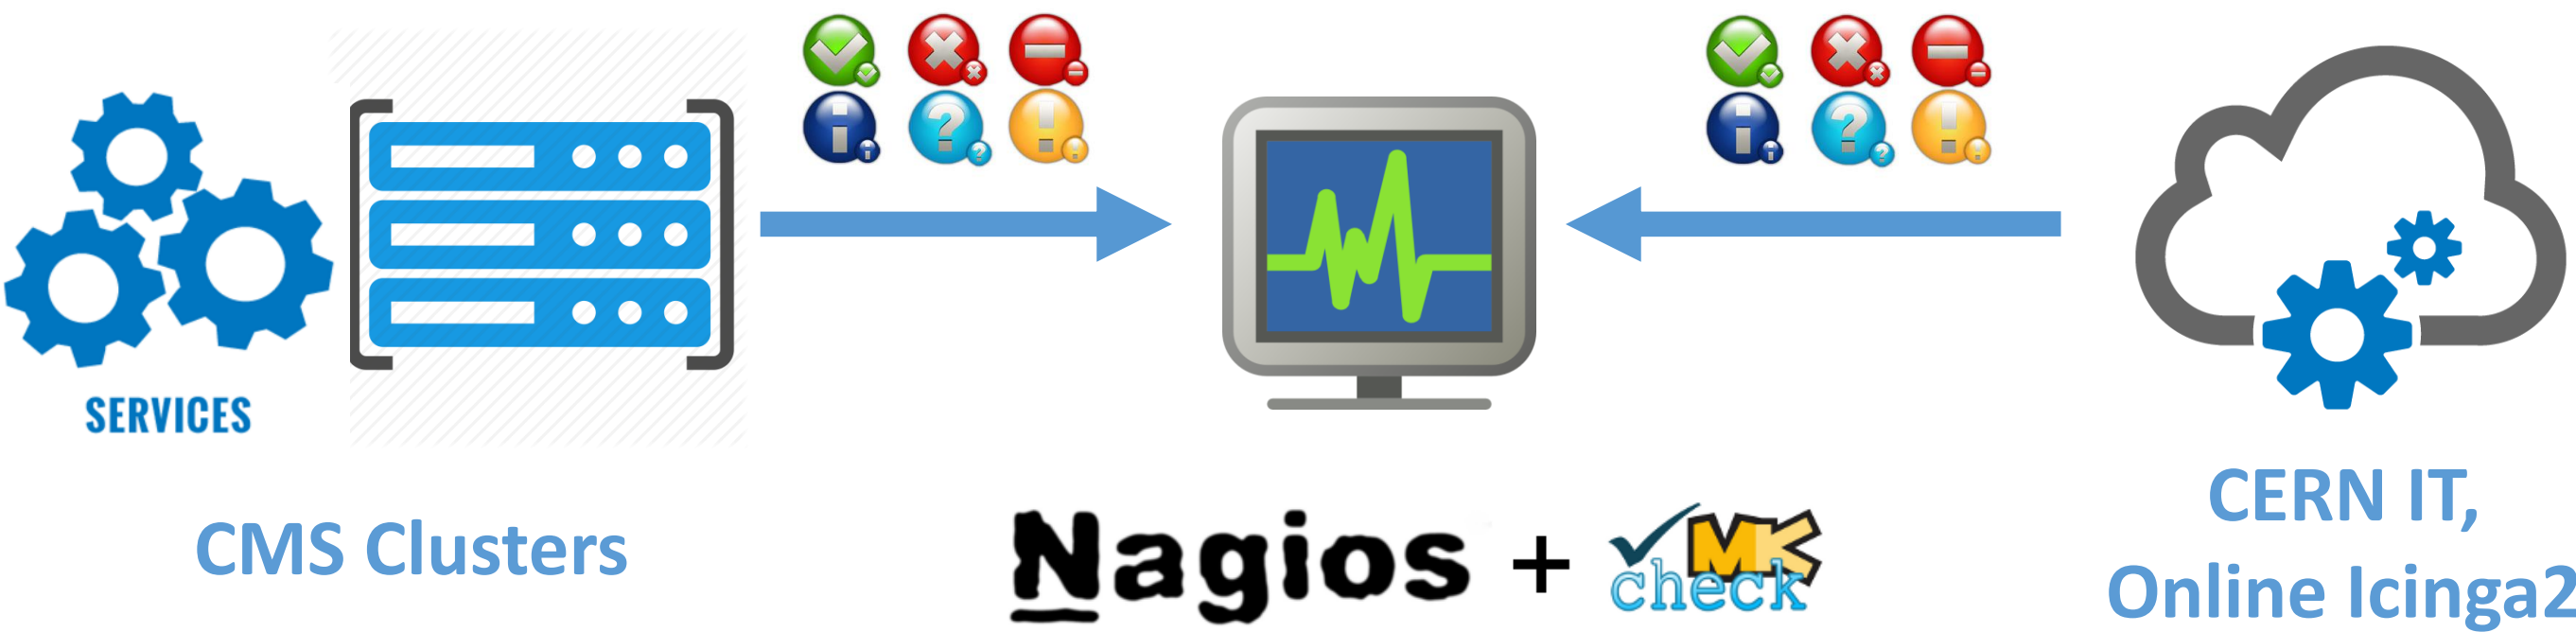 SERVICES
CMS Clusters
Nagios + check MK
CERN IT,
Online Icinga2